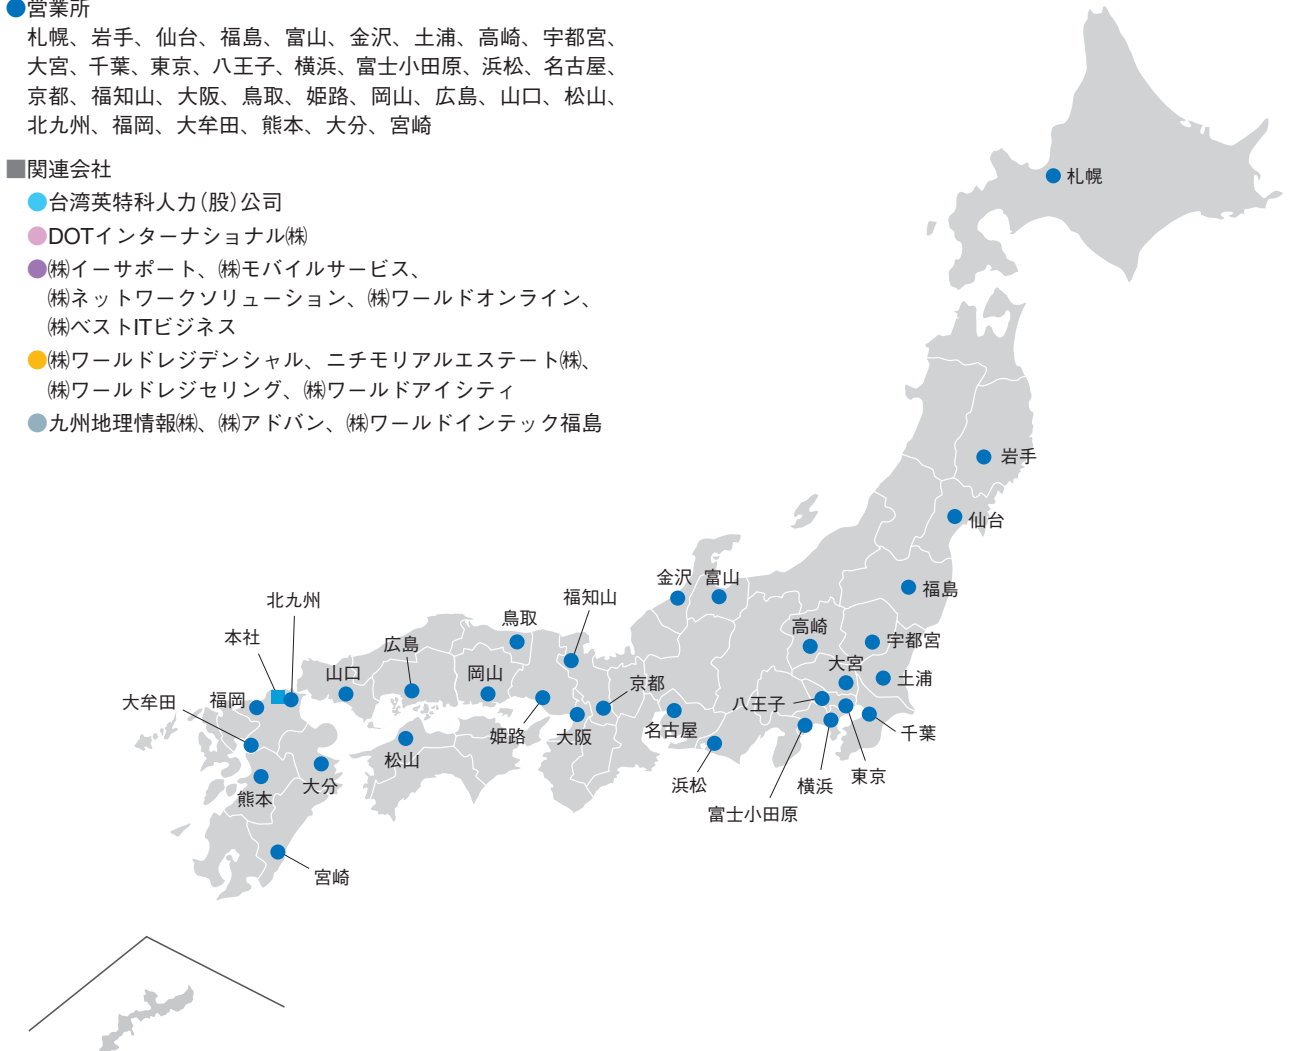 ●営業所
札幌、岩手、仙台、福島、富山、金沢、土浦、高崎、宇都宮、
大宮、千葉、東京、八王子、横浜、富士小田原、浜松、名古屋、
京都、福知山、大阪、鳥取、姫路、岡山、広島、山口、松山、
北九州、福岡、大牟田、熊本、大分、宮崎
■関連会社
●台湾英特科人力(股)公司
●DOTインターナショナル㈱
●㈱イーサポート、㈱モバイルサービス、
㈱ネットワークソリューション、㈱ワールドオンライン、
㈱ベストITビジネス
●㈱ワールドレジデンシャル、ニチモリアルエステート㈱、
㈱ワールドレジセリング、㈱ワールドアイシティ
●九州地理情報㈱、㈱アドバン、㈱ワールドインテック福島
札幌
岩手
仙台
福島
金沢
富山
福知山
北九州
鳥取
高崎
宇都宮
本社
広島
大宮
山口
岡山
土浦
京都
大牟田
福岡
八王子
名古屋
千葉
姫路
大阪
松山
東京
浜松
横浜
大分
熊本
富士小田原
宮崎